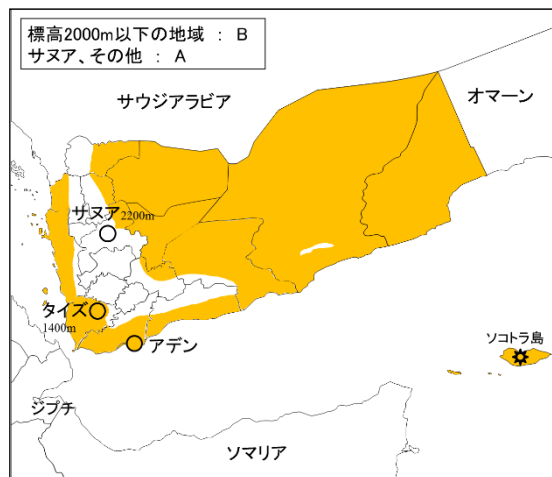 標高2000m以下の地域 ： B
サヌア、その他 ： A
サウジアラビア
オマーン
サヌア 2200m
タイズ
1400m
アデン
ソコトラ島
ジプチ
ソマリア